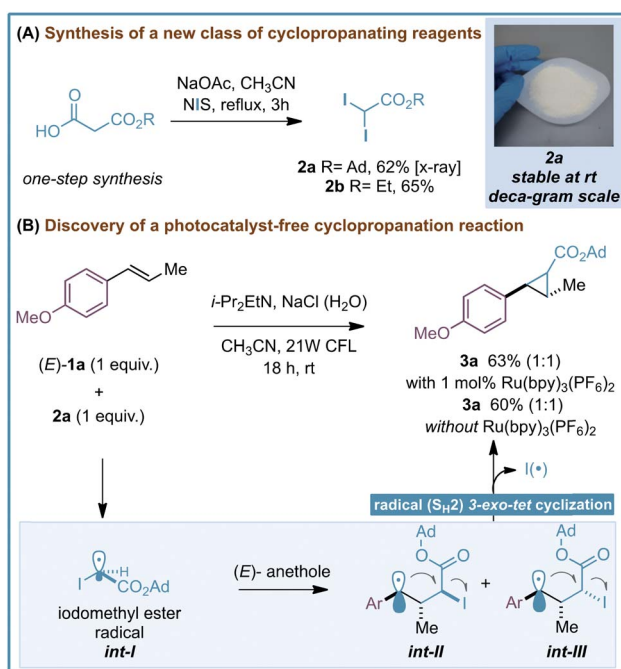 (A) Synthesis of a new class of cyclopropanating reagents
O
HO
CO₂R
one-step synthesis
NaOAc, CH₃CN
NIS, reflux, 3h
I
CO₂R
I
2a R= Ad, 62% [x-ray]
2b R= Et, 65%
2a
stable at rt
deca-gram scale
(B) Discovery of a photocatalyst-free cyclopropanation reaction
Me
MeO
(E)-1a (1 equiv.)
+
2a (1 equiv.)
i-Pr₂EtN, NaCl (H₂O)
CH₃CN, 21W CFL
18 h, rt
CO₂Ad
Me
MeO
3a 63% (1:1)
with 1 mol% Ru(bpy)₃(PF₆)₂
3a 60% (1:1)
without Ru(bpy)₃(PF₆)₂
I(•)
radical (SH2) 3-exo-tet cyclization
I
H
CO₂Ad
iodomethyl ester
radical
int-I
(E)- anethole
Ad
O
O
Ar
I
Me
int-II
+
Ad
O
O
Ar
I
Me
int-III